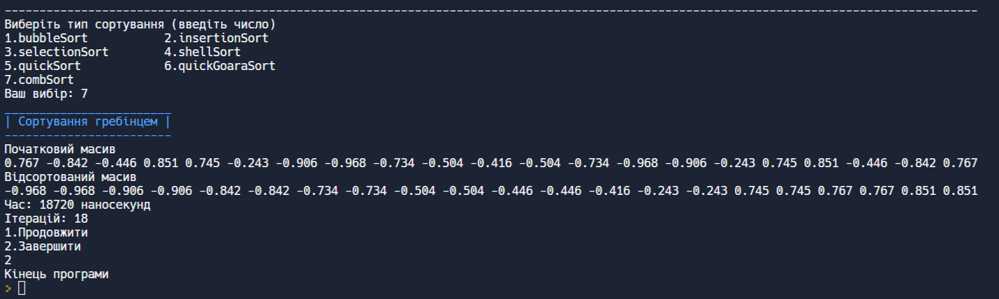 Виберіть тип сортування (введіть число)
1.bubbleSort 2.insertionSort
3.selectionSort 4.shellSort
5.quickSort 6.quickGoaraSort
7.combSort
Ваш вибір: 7
| Сортування гребінцем |
Початковий масив
0.767 -0.842 -0.446 0.851 0.745 -0.243 -0.906 -0.968 -0.734 -0.504 -0.416 -0.504 -0.734 -0.968 -0.906 -0.243 0.745 0.851 -0.446 -0.842 0.767
Відсортований масив
-0.968 -0.968 -0.906 -0.906 -0.842 -0.842 -0.734 -0.734 -0.504 -0.504 -0.446 -0.446 -0.416 -0.243 -0.243 0.745 0.745 0.767 0.767 0.851 0.851
Час: 18720 наносекунд
Ітерацій: 18
1.Продовжити
2.Завершити
2
Кінець програми
>